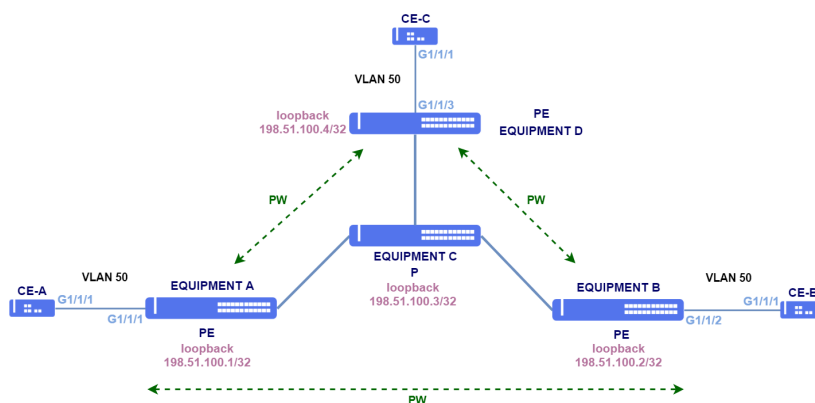 CE-C
G1/1/1
VLAN 50
G1/1/3
loopback
198.51.100.4/32
PE
EQUIPMENT D
PW
PW
EQUIPMENT C
P
loopback
198.51.100.3/32
CE-A
VLAN 50
G1/1/1
G1/1/1
EQUIPMENT A
PE
loopback
198.51.100.1/32
EQUIPMENT B
VLAN 50
CE-B
G1/1/1
G1/1/2
PE
loopback
198.51.100.2/32
PW